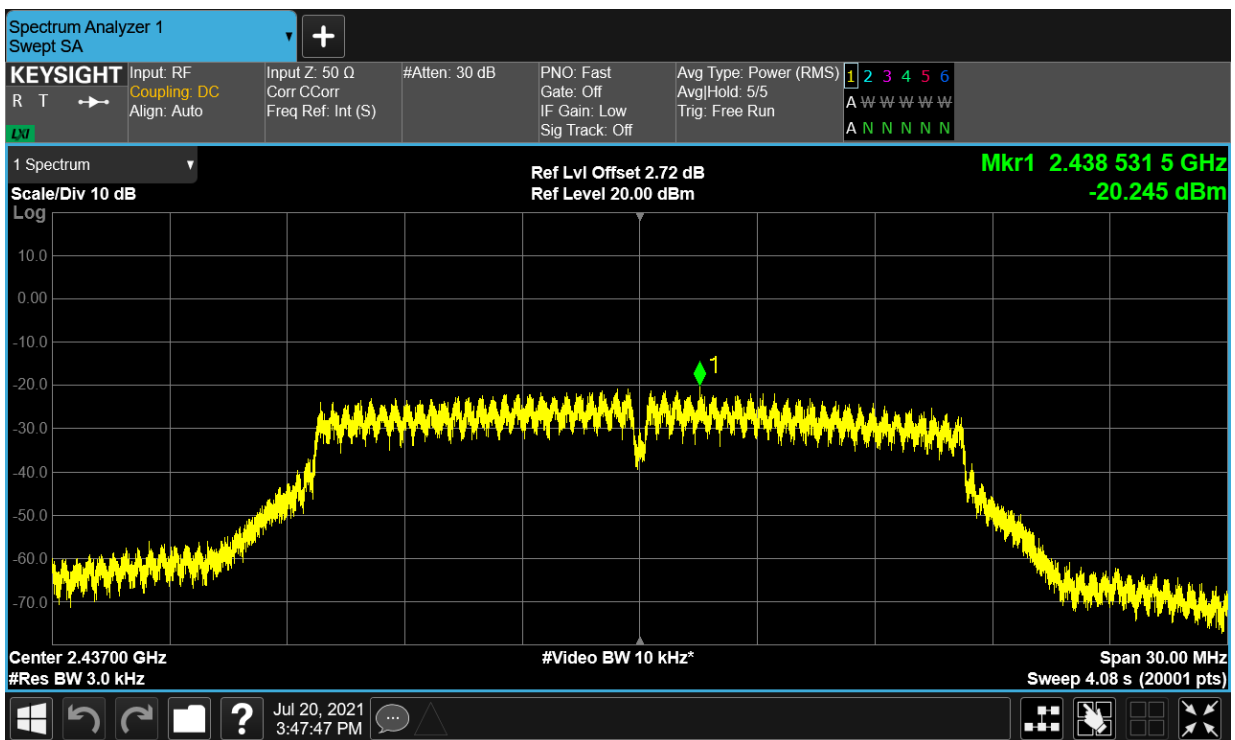 Spectrum Analyzer 1
Swept SA
+
KEYSIGHT
R T
LXI
Input: RF
Coupling: DC
Align: Auto
Input Z: 50 Ω
Corr CCorr
Freq Ref: Int (S)
#Atten: 30 dB
PNO: Fast
Gate: Off
IF Gain: Low
Sig Track: Off
Avg Type: Power (RMS)
Avg|Hold: 5/5
Trig: Free Run
1 2 3 4 5 6
A W W W W W
A N N N N N
1 Spectrum
Scale/Div 10 dB
Log
Ref Lvl Offset 2.72 dB
Ref Level 20.00 dBm
Mkr1 2.438 531 5 GHz
-20.245 dBm
10.0
0.00
-10.0
1
-20.0
-30.0
-40.0
-50.0
-60.0
-70.0
Center 2.43700 GHz
#Res BW 3.0 kHz
#Video BW 10 kHz*
Span 30.00 MHz
Sweep 4.08 s (20001 pts)
?
Jul 20, 2021
3:47:47 PM